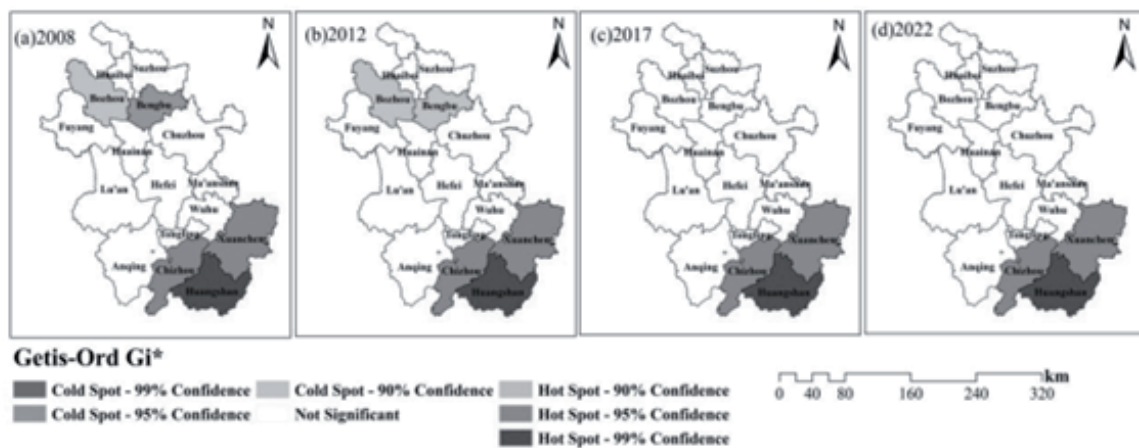 (a)2008
N
Suzhou
Huaibei
Bozhou
Bengbu
Fuyang
Chuzhou
Huainan
Lu'an
Hefei
Ma'anshan
Wuhu
Tongling
Xuancheng
Anqing
Chizhou
Huangshan
(b)2012
N
Suzhou
Huaibei
Bozhou
Bengbu
Fuyang
Chuzhou
Huainan
Lu'an
Hefei
Ma'anshan
Wuhu
Tongling
Xuancheng
Anqing
Chizhou
Huangshan
(c)2017
N
Suzhou
Huaibei
Bozhou
Bengbu
Fuyang
Chuzhou
Huainan
Lu'an
Hefei
Ma'anshan
Wuhu
Tongling
Xuancheng
Anqing
Chizhou
Huangshan
(d)2022
N
Suzhou
Huaibei
Bozhou
Bengbu
Fuyang
Chuzhou
Huainan
Lu'an
Hefei
Ma'anshan
Wuhu
Tongling
Xuancheng
Anqing
Chizhou
Huangshan
Getis-Ord Gi*
Cold Spot - 99% Confidence
Cold Spot - 95% Confidence
Cold Spot - 90% Confidence
Not Significant
Hot Spot - 90% Confidence
Hot Spot - 95% Confidence
Hot Spot - 99% Confidence
km
0 40 80 160 240 320